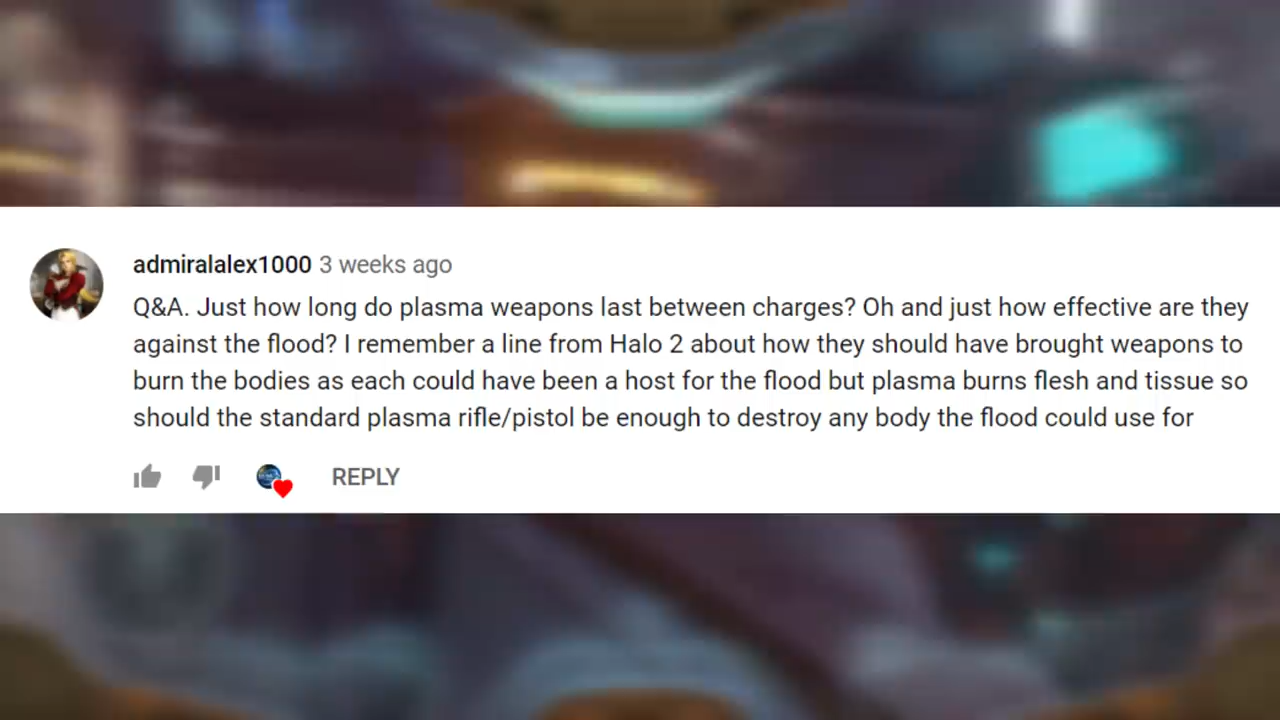 admiralalex1000 3 weeks ago
Q&A. Just how long do plasma weapons last between charges? Oh and just how effective are they
against the flood? I remember a line from Halo 2 about how they should have brought weapons to
burn the bodies as each could have been a host for the flood but plasma burns flesh and tissue so
should the standard plasma rifle/pistol be enough to destroy any body the flood could use for
REPLY